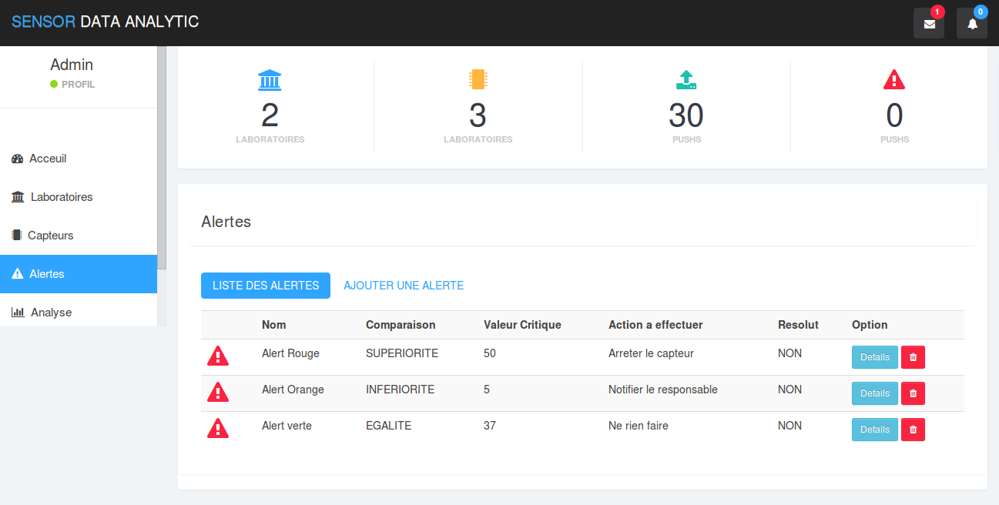 SENSOR DATA ANALYTIC
1
0
Admin
PROFIL
Acceuil
Laboratoires
Capteurs
Alertes
Analyse
2
LABORATOIRES
3
LABORATOIRES
30
PUSHS
0
PUSHS
Alertes
LISTE DES ALERTES AJOUTER UNE ALERTE
Nom Comparaison Valeur Critique Action a effectuer Resolut Option
Alert Rouge SUPERIORITE 50 Arreter le capteur NON Details
Alert Orange INFERIORITE 5 Notifier le responsable NON Details
Alert verte EGALITE 37 Ne rien faire NON Details